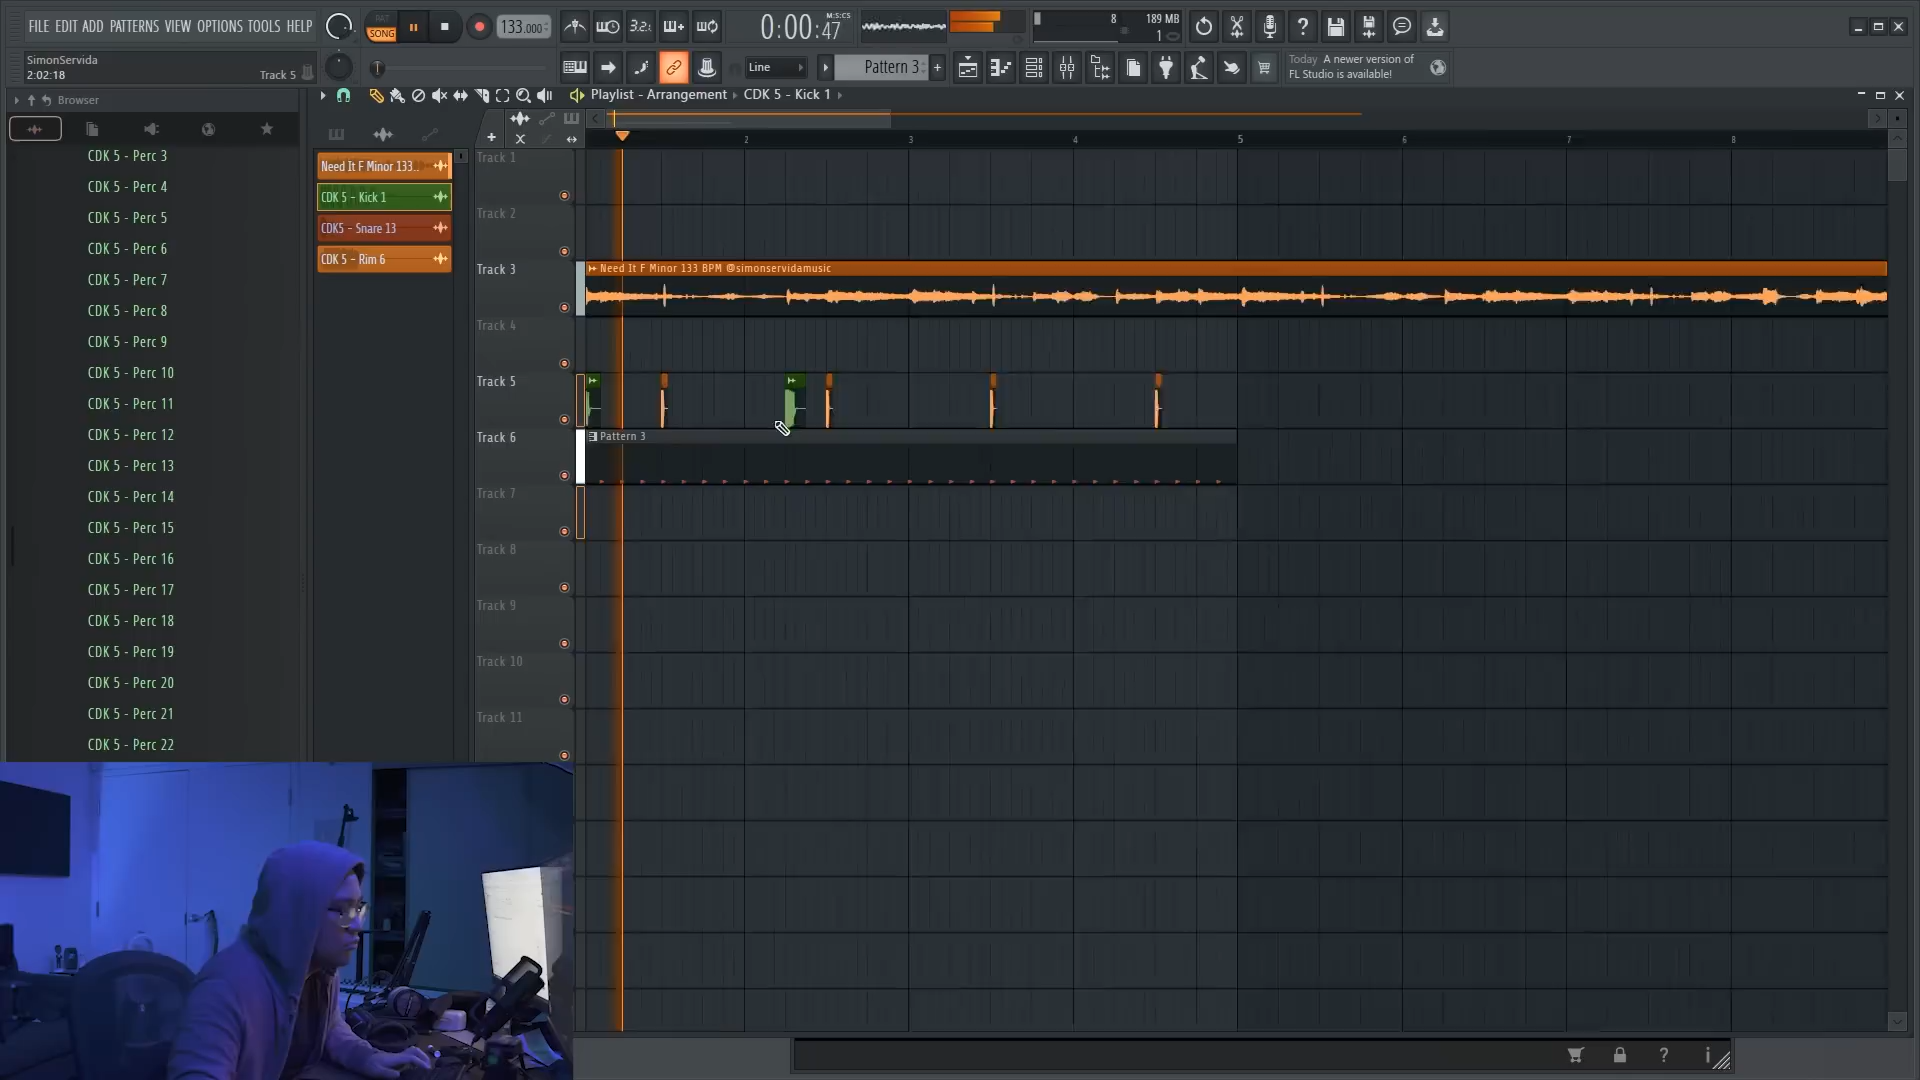 FILE EDIT ADD PATTERNS VIEW OPTIONS TOOLS HELP
PAT
SONG
133.000
3.2.
0:00:47
M:S:CS
8
189 MB
1
SimonServida
2:02:18
Track 5
Line
Pattern 3
+
Today A newer version of
FL Studio is available!
Browser
Playlist - Arrangement
CDK 5 - Kick 1
CDK 5 - Perc 3
CDK 5 - Perc 4
CDK 5 - Perc 5
CDK 5 - Perc 6
CDK 5 - Perc 7
CDK 5 - Perc 8
CDK 5 - Perc 9
CDK 5 - Perc 10
CDK 5 - Perc 11
CDK 5 - Perc 12
CDK 5 - Perc 13
CDK 5 - Perc 14
CDK 5 - Perc 15
CDK 5 - Perc 16
CDK 5 - Perc 17
CDK 5 - Perc 18
CDK 5 - Perc 19
CDK 5 - Perc 20
CDK 5 - Perc 21
CDK 5 - Perc 22
Need It F Minor 133..
CDK 5 - Kick 1
CDK5 - Snare 13
CDK 5 - Rim 6
2 3 4 5 6 7 8
Track 1
Track 2
Track 3
Need It F Minor 133 BPM @simonservidamusic
Track 4
Track 5
Track 6
Pattern 3
Track 7
Track 8
Track 9
Track 10
Track 11